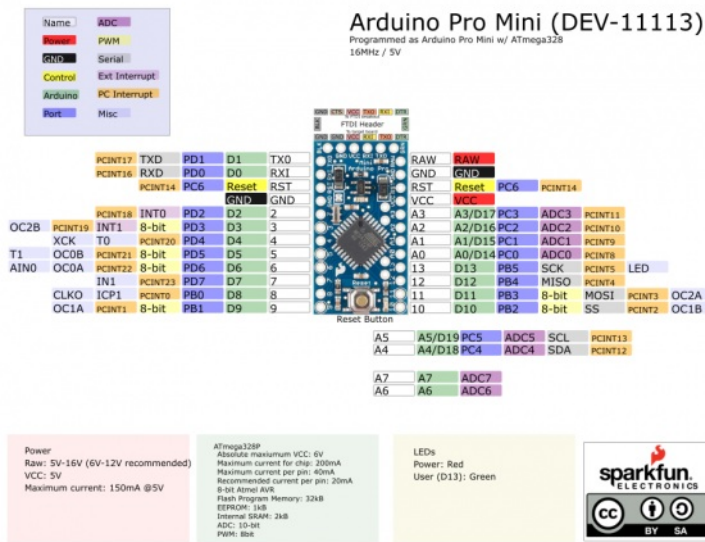 Arduino Pro Mini (DEV-11113)
Programmed as Arduino Pro Mini w/ ATmega328
16MHz / 5V
Name ADC
Power PWM
GND Serial
Control Ext Interrupt
Arduino PC Interrupt
Port Misc
GND CTS VCC TXO RXI DTR
FTDI Header
PCINT17 TXD PD1 D1 TX0
PCINT16 RXD PD0 D0 RXI
PCINT14 PC6 Reset RST
GND GND
PCINT18 INT0 PD2 D2 2
OC2B PCINT19 INT1 8-bit PD3 D3 3
XCK T0 PCINT20 PD4 D4 4
T1 OC0B PCINT21 8-bit PD5 D5 5
AIN0 OC0A PCINT22 8-bit PD6 D6 6
IN1 PCINT23 PD7 D7 7
CLKO ICP1 PCINT0 PB0 D8 8
OC1A PCINT1 8-bit PB1 D9 9
Reset
Reset Button
RAW RAW
GND GND
RST Reset PC6 PCINT14
VCC VCC
A3 A3/D17 PC3 ADC3 PCINT11
A2 A2/D16 PC2 ADC2 PCINT10
A1 A1/D15 PC1 ADC1 PCINT9
A0 A0/D14 PC0 ADC0 PCINT8
13 D13 PB5 SCK PCINT5 LED
12 D12 PB4 MISO PCINT4
11 D11 PB3 8-bit MOSI PCINT3 OC2A
10 D10 PB2 8-bit SS PCINT2 OC1B
A5 A5/D19 PC5 ADC5 SCL PCINT13
A4 A4/D18 PC4 ADC4 SDA PCINT12
A7 A7 ADC7
A6 A6 ADC6
Power
Raw: 5V-16V (6V-12V recommended)
VCC: 5V
Maximum current: 150mA @5V
ATmega328P
Absolute maxiumum VCC: 6V
Maximum current for chip: 200mA
Maximum current per pin: 40mA
Recommended current per pin: 20mA
8-bit Atmel AVR
Flash Program Memory: 32kB
EEPROM: 1kB
Internal SRAM: 2kB
ADC: 10-bit
PWM: 8bit
LEDs
Power: Red
User (D13): Green
sparkfun
ELECTRONICS
cc
BY SA